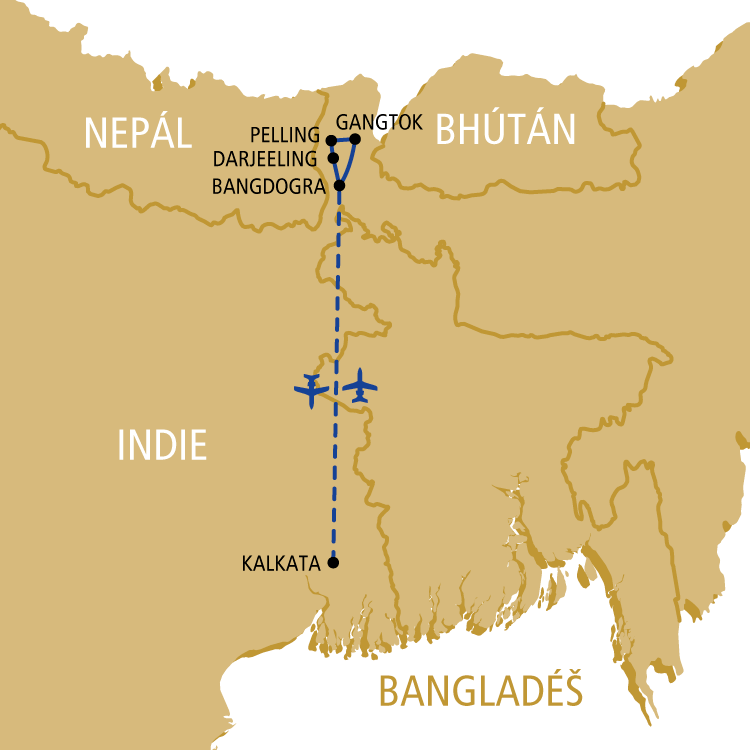 GANGTOK
NEPÁL
PELLING
BHÚTÁN
DARJEELING
BANGDOGRA
INDIE
KALKATA
BANGLADÉŠ